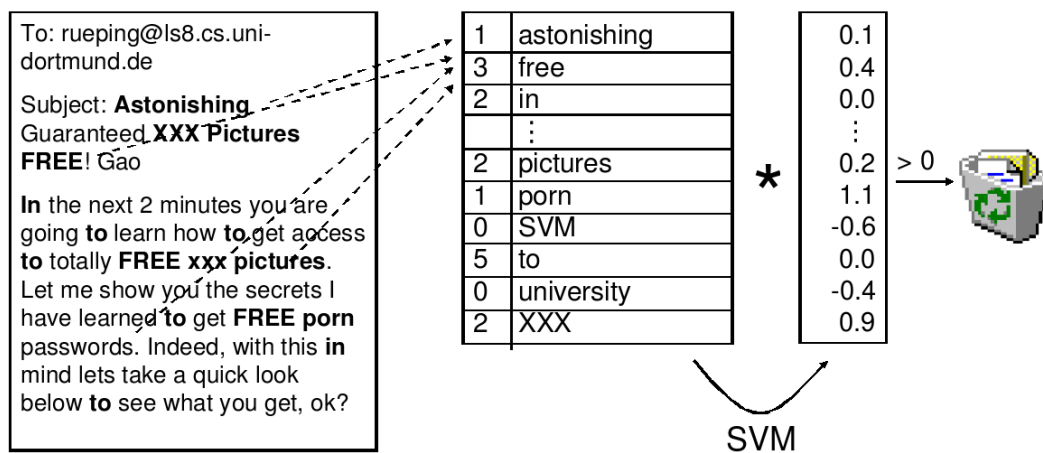 To: rueping@ls8.cs.uni-
dortmund.de
Subject: Astonishing
Guaranteed XXX Pictures
FREE! Gao
In the next 2 minutes you are
going to learn how to get access
to totally FREE xxx pictures.
Let me show you the secrets I
have learned to get FREE porn
passwords. Indeed, with this in
mind lets take a quick look
below to see what you get, ok?
1 astonishing
3 free
2 in
⋮
2 pictures
1 porn
0 SVM
5 to
0 university
2 XXX
*
0.1
0.4
0.0
⋮
0.2
1.1
-0.6
0.0
-0.4
0.9
> 0
SVM